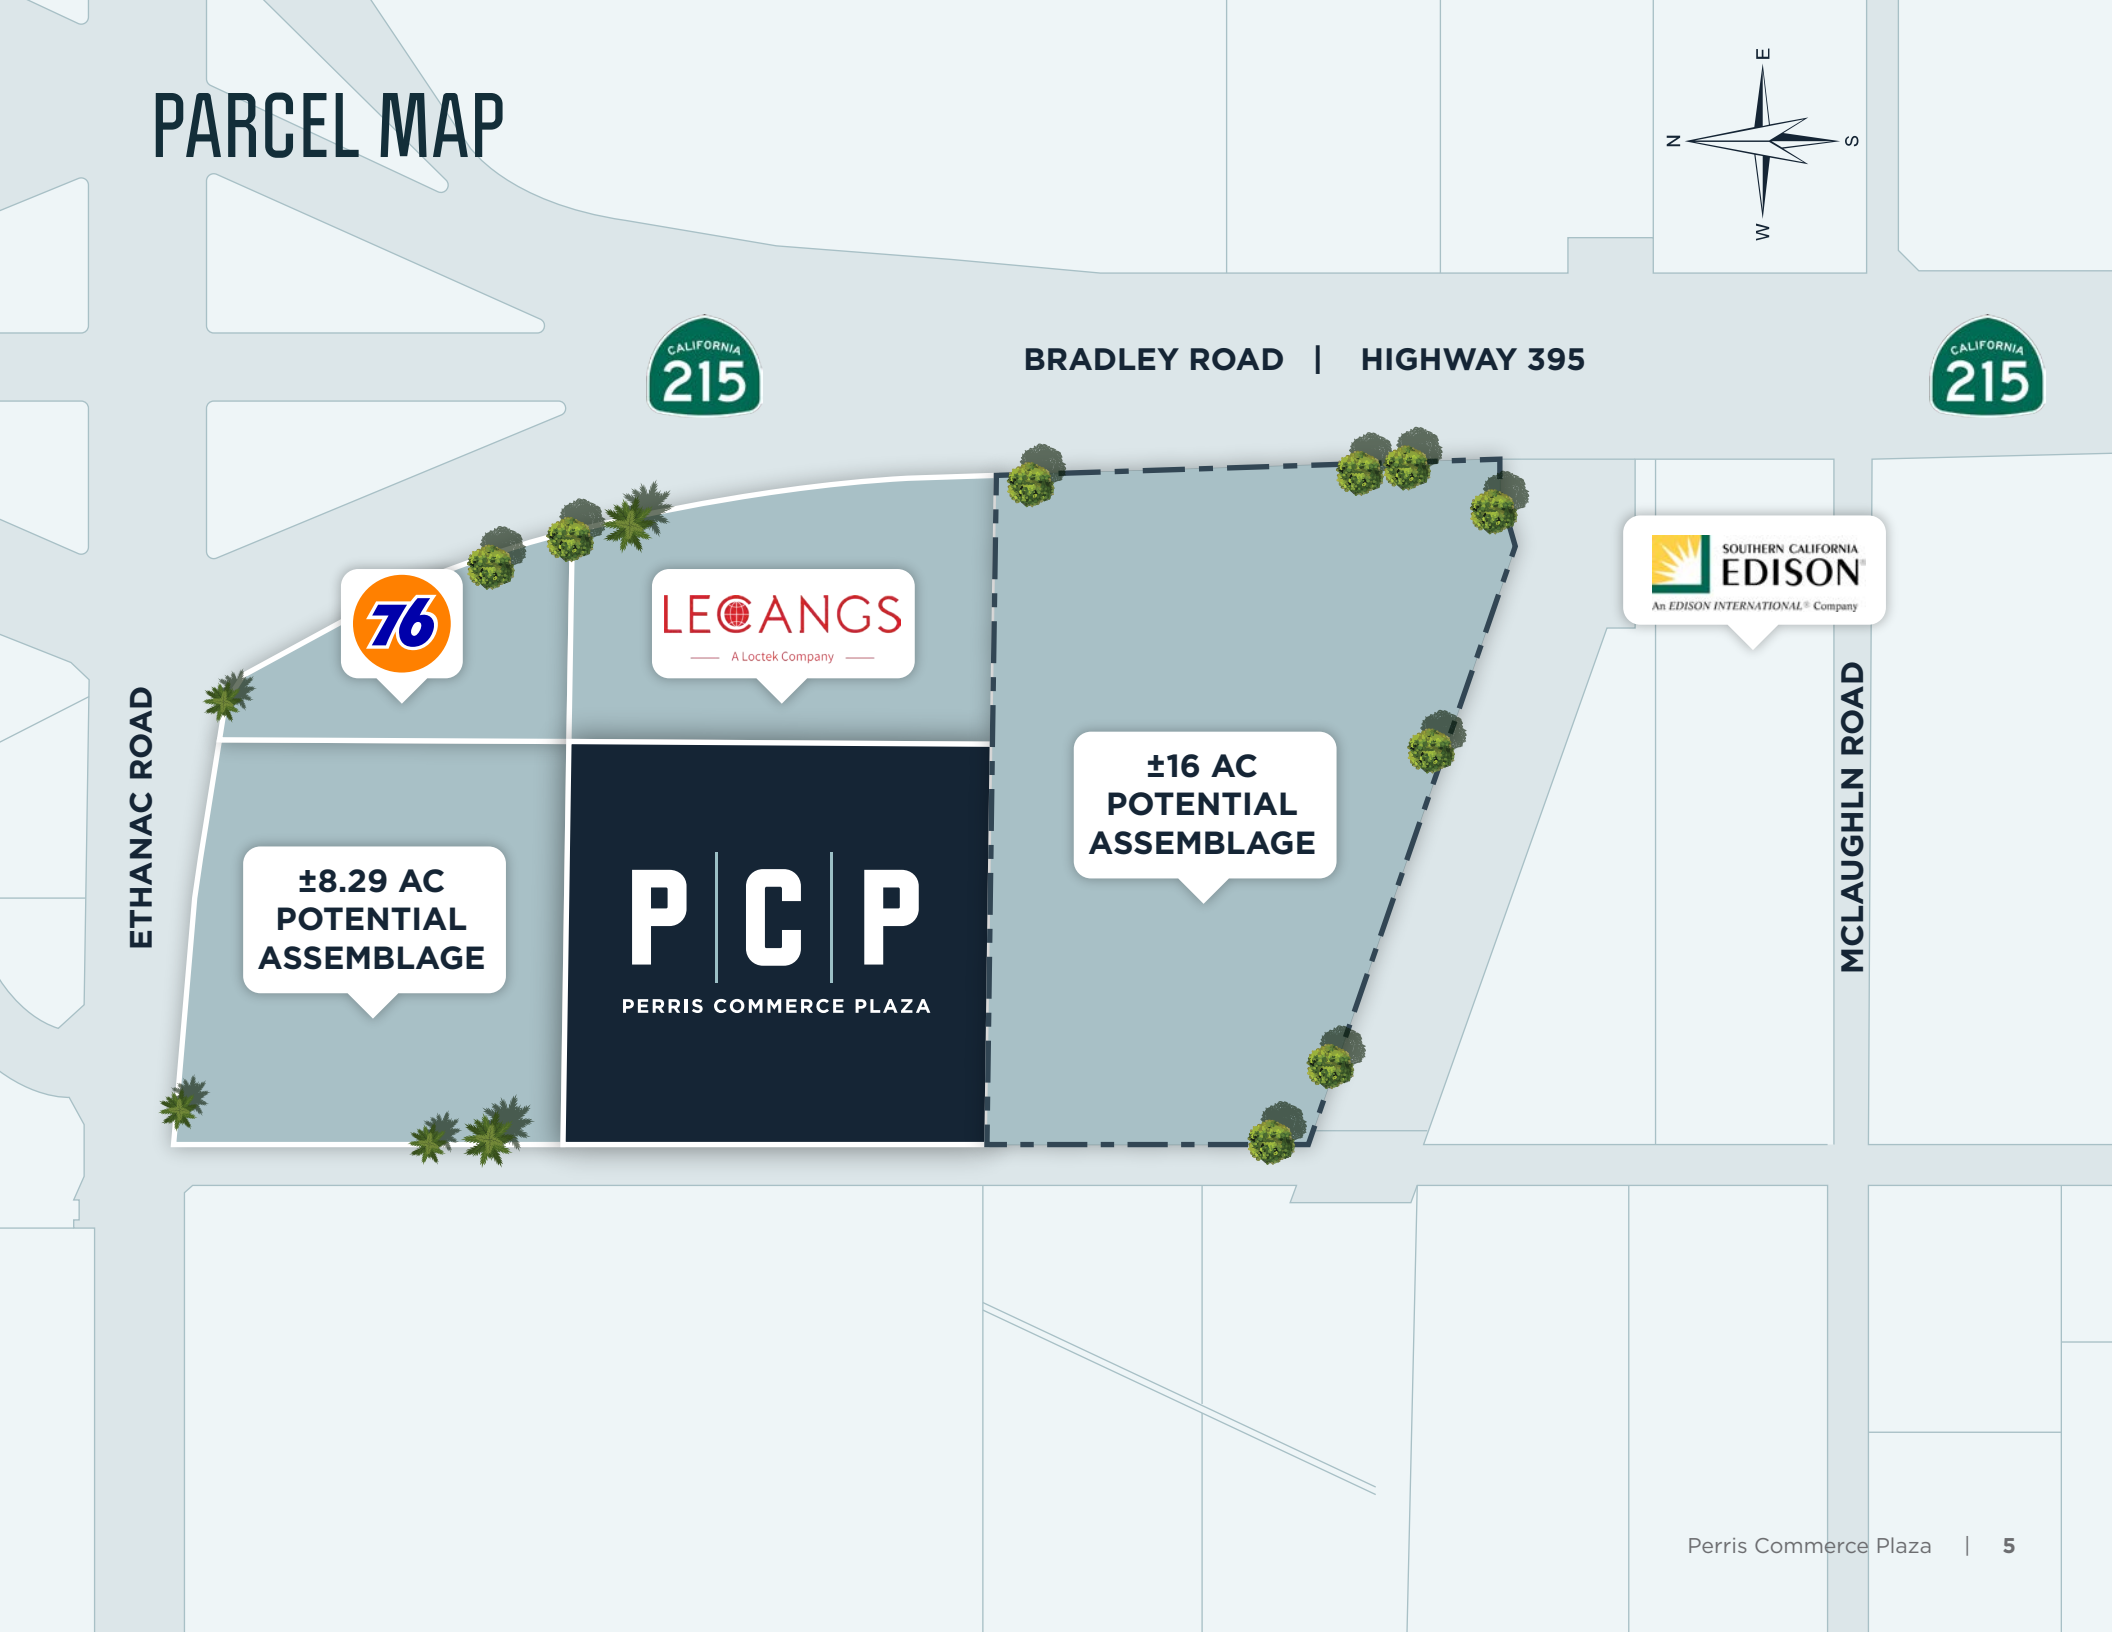 PARCEL MAP
E
N
S
W
CALIFORNIA
215
BRADLEY ROAD | HIGHWAY 395
CALIFORNIA
215
76
LECANGS
A Loctek Company
SOUTHERN CALIFORNIA
EDISON®
An EDISON INTERNATIONAL® Company
ETHANAC ROAD
MCLAUGHLN ROAD
±16 AC
POTENTIAL
ASSEMBLAGE
±8.29 AC
POTENTIAL
ASSEMBLAGE
P|C|P
PERRIS COMMERCE PLAZA
Perris Commerce Plaza | 5